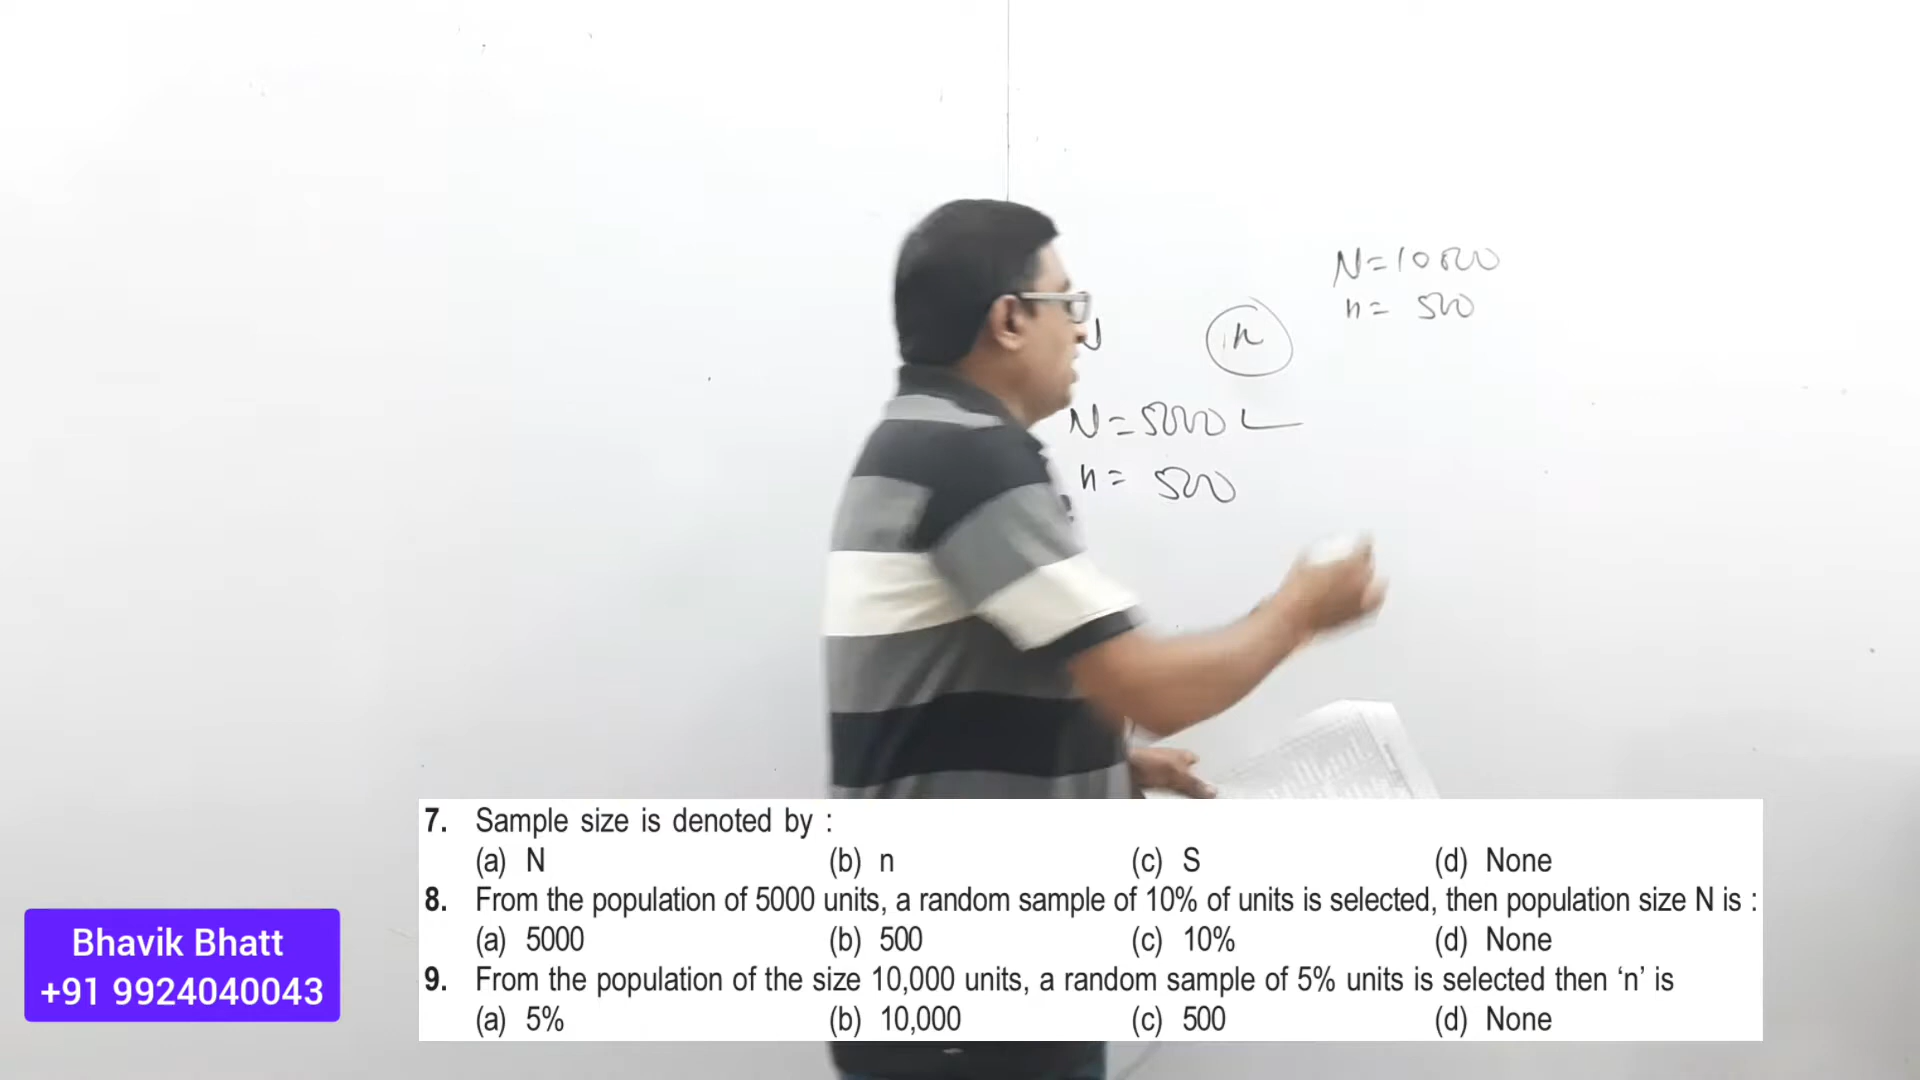 N=10000
n= 500
N
n
N=5000
n= 500
7. Sample size is denoted by :
(a) N (b) n (c) S (d) None
8. From the population of 5000 units, a random sample of 10% of units is selected, then population size N is :
(a) 5000 (b) 500 (c) 10% (d) None
9. From the population of the size 10,000 units, a random sample of 5% units is selected then ‘n’ is
(a) 5% (b) 10,000 (c) 500 (d) None
Bhavik Bhatt
+91 9924040043